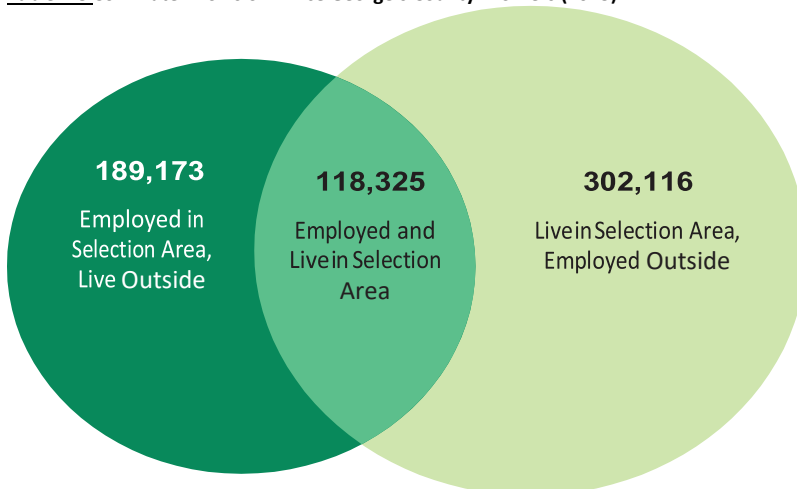 189,173
Employed in
Selection Area,
Live Outside
118,325
Employed and
Live in Selection
Area
302,116
Live in Selection Area,
Employed Outside